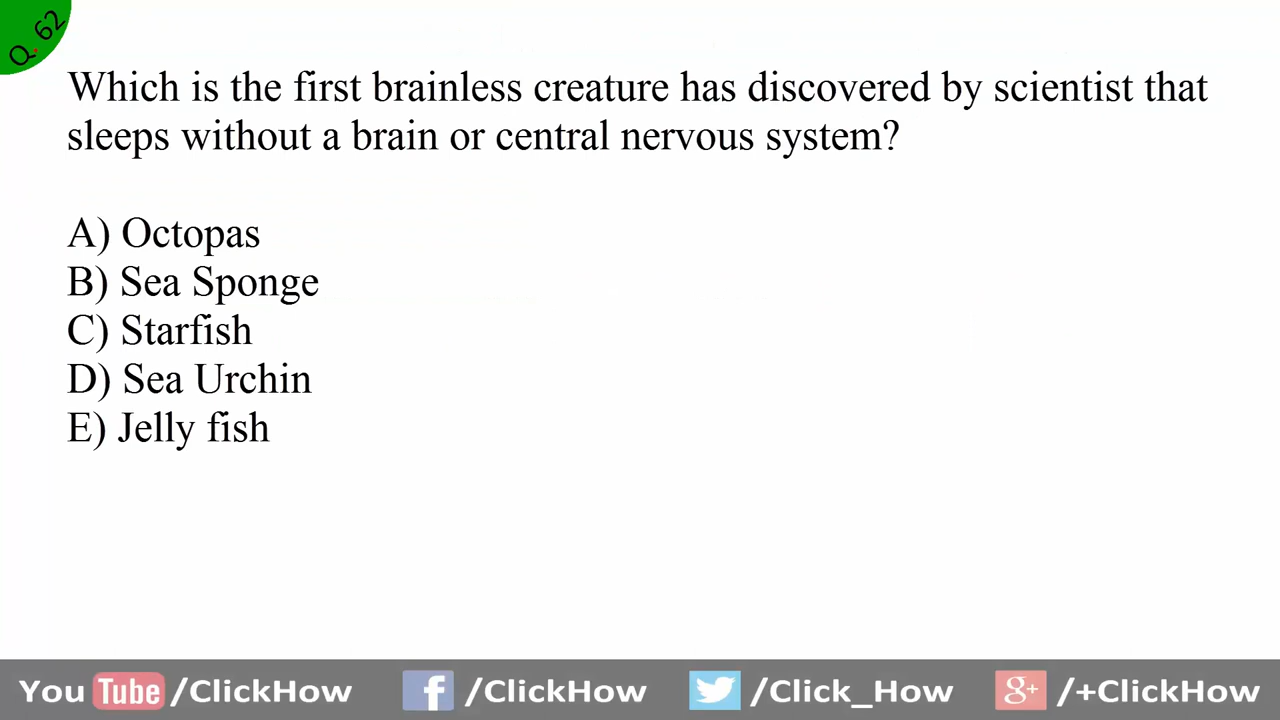 Q. 62
Which is the first brainless creature has discovered by scientist that
sleeps without a brain or central nervous system?
A) Octopas
B) Sea Sponge
C) Starfish
D) Sea Urchin
E) Jelly fish
You Tube /ClickHow f /ClickHow /Click_How g+ /+ClickHow